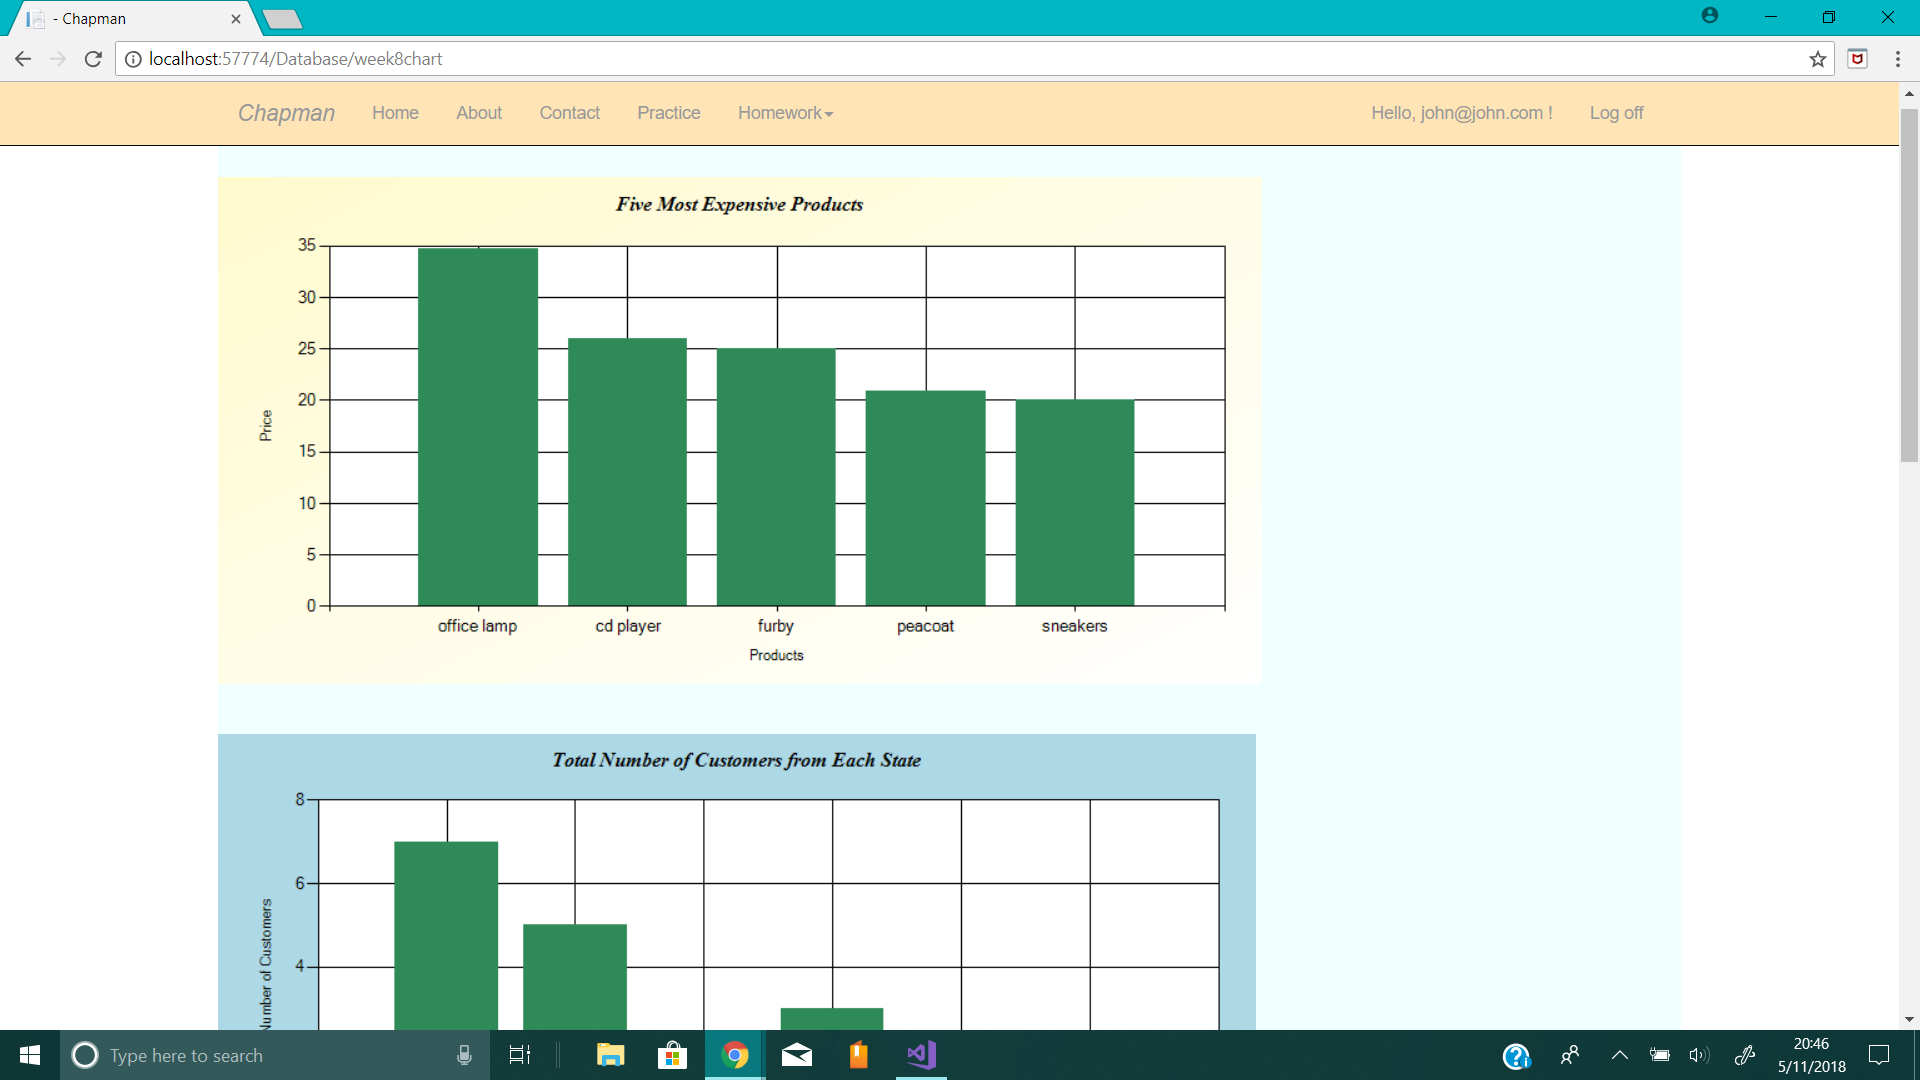 - Chapman
localhost:57774/Database/week8chart
Chapman Home About Contact Practice Homework Hello, john@john.com ! Log off
Five Most Expensive Products
35
30
25
20
15
10
5
0
Price
office lamp cd player furby peacoat sneakers
Products
Total Number of Customers from Each State
8
6
4
Number of Customers
Type here to search
20:46
5/11/2018